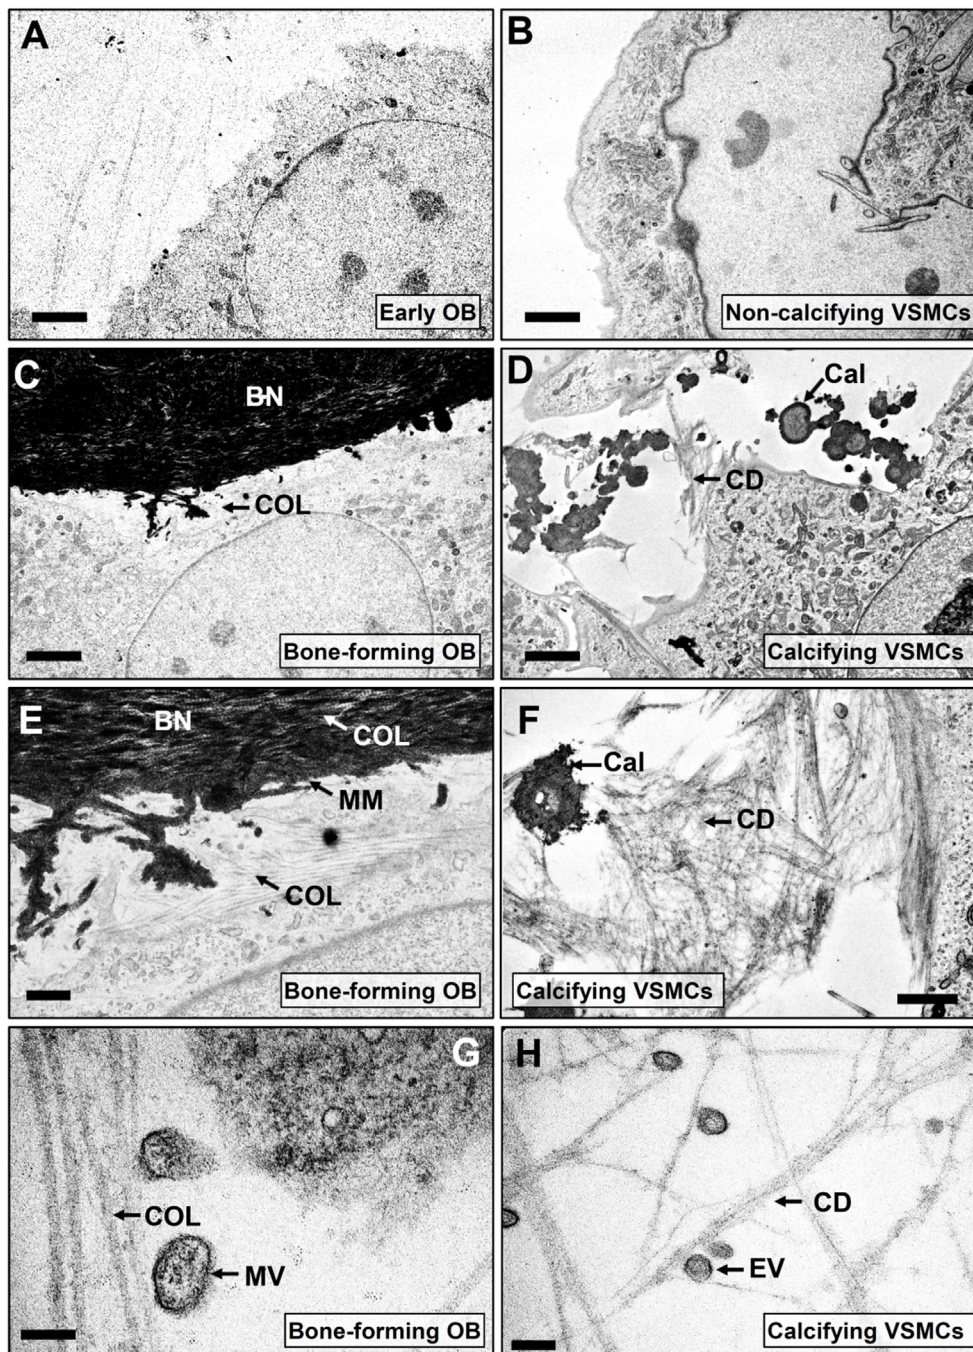 A
Early OB
B
Non-calcifying VSMCs
C
BN
COL
Bone-forming OB
D
Cal
CD
Calcifying VSMCs
E
BN
COL
MM
COL
Bone-forming OB
F
Cal
CD
Calcifying VSMCs
G
COL
MV
Bone-forming OB
H
CD
EV
Calcifying VSMCs